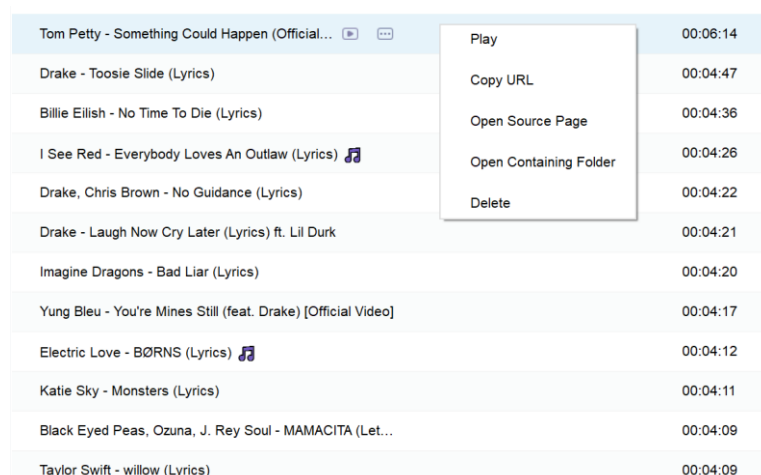 Tom Petty - Something Could Happen (Official... 00:06:14
Play
Drake - Toosie Slide (Lyrics) 00:04:47
Copy URL
Billie Eilish - No Time To Die (Lyrics) 00:04:36
Open Source Page
I See Red - Everybody Loves An Outlaw (Lyrics) 00:04:26
Open Containing Folder
Drake, Chris Brown - No Guidance (Lyrics) 00:04:22
Delete
Drake - Laugh Now Cry Later (Lyrics) ft. Lil Durk 00:04:21
Imagine Dragons - Bad Liar (Lyrics) 00:04:20
Yung Bleu - You're Mines Still (feat. Drake) [Official Video] 00:04:17
Electric Love - BØRNS (Lyrics) 00:04:12
Katie Sky - Monsters (Lyrics) 00:04:11
Black Eyed Peas, Ozuna, J. Rey Soul - MAMACITA (Let... 00:04:09
Taylor Swift - willow (Lyrics) 00:04:09